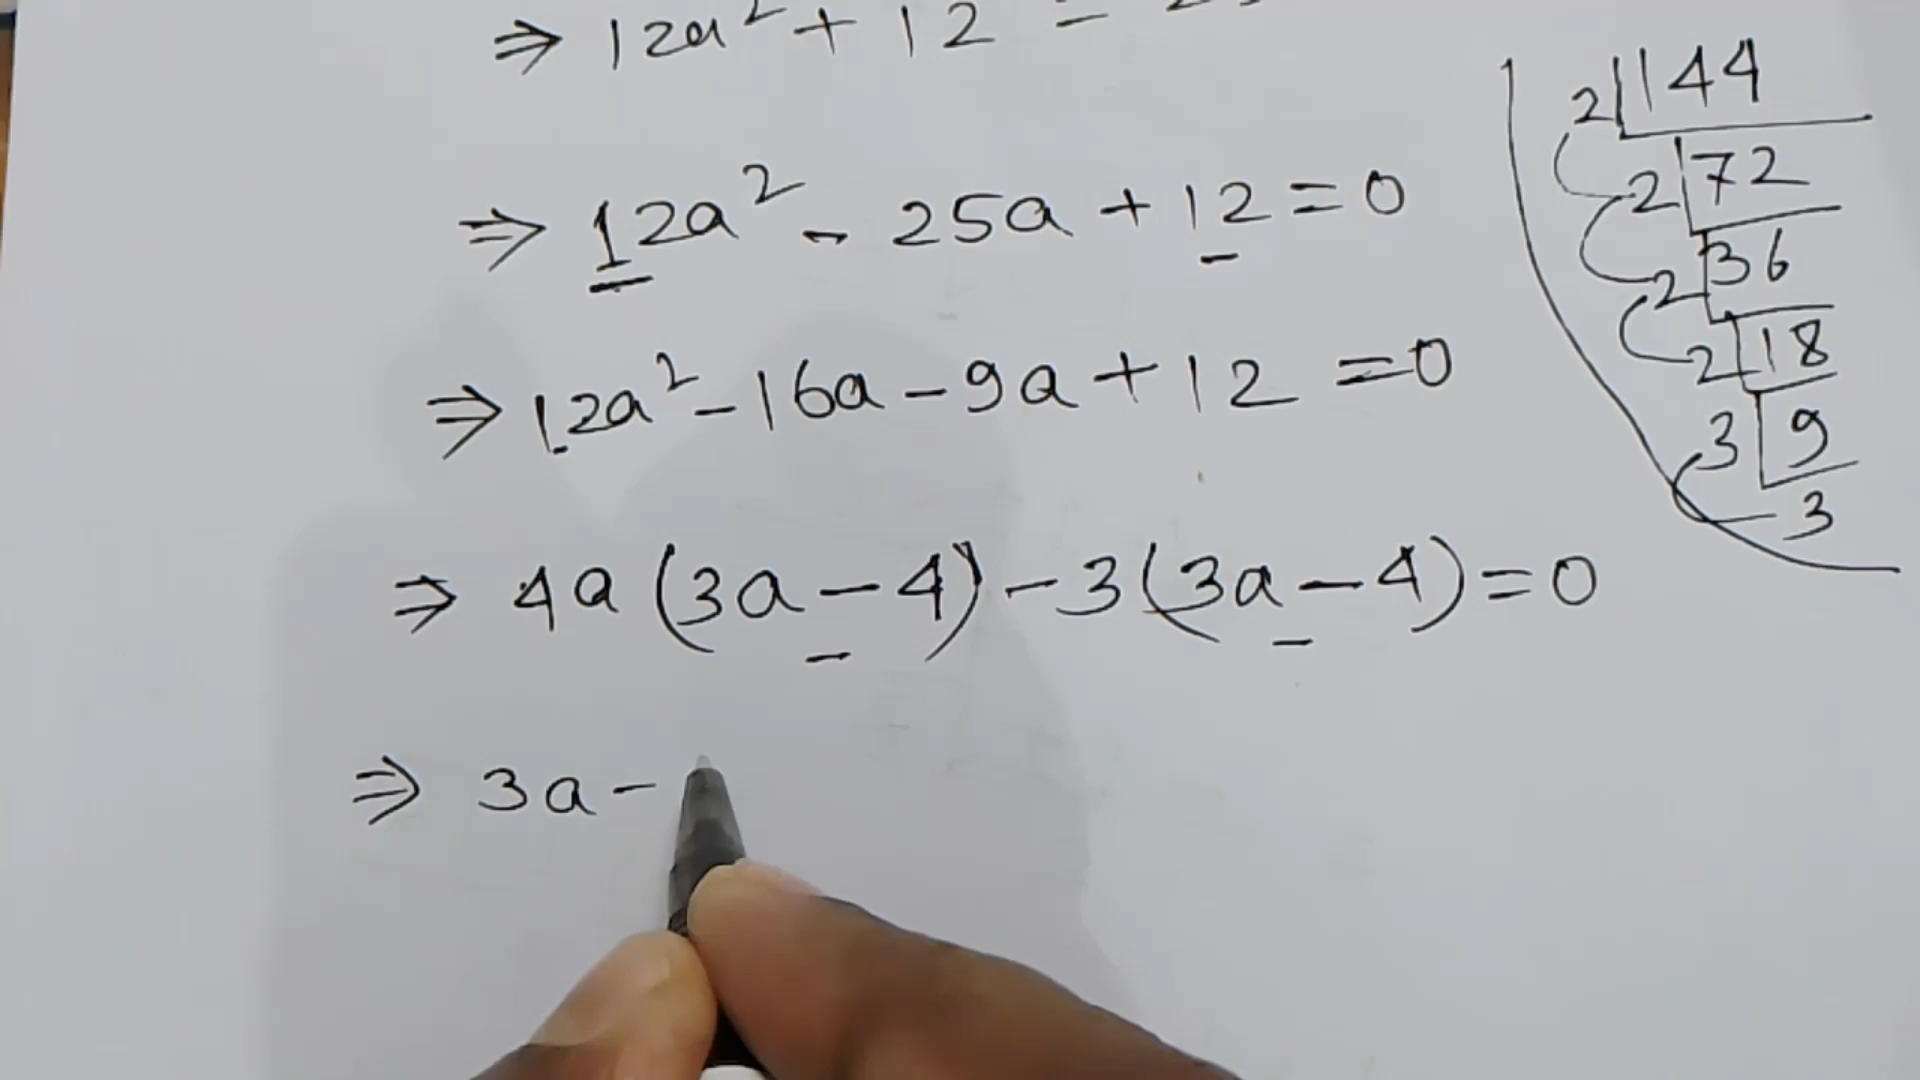 ⇒ 12a² + 12 =
⇒ 12a² - 25a + 12 = 0
⇒ 12a² - 16a - 9a + 12 = 0
⇒ 4a (3a - 4) - 3 (3a - 4) = 0
⇒ 3a -
2 | 144
2 | 72
2 | 36
2 | 18
3 | 9
3